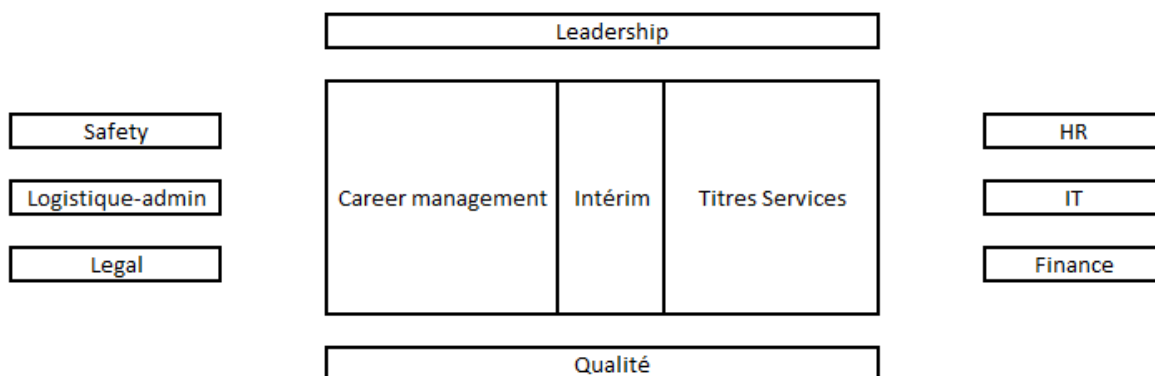 Leadership
Safety
HR
Logistique-admin
Career management
Intérim
Titres Services
IT
Legal
Finance
Qualité